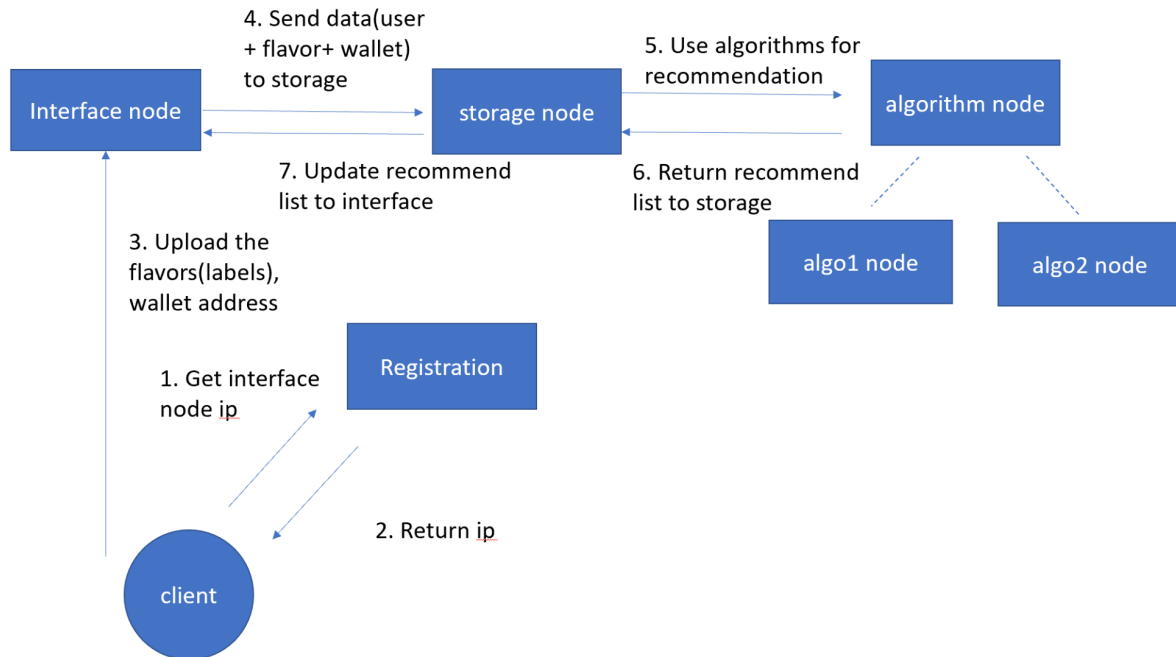 4. Send data(user
+ flavor+ wallet)
to storage
5. Use algorithms for
recommendation
Interface node
storage node
algorithm node
7. Update recommend
list to interface
6. Return recommend
list to storage
3. Upload the
flavors(labels),
wallet address
algo1 node
algo2 node
Registration
1. Get interface
node ip
2. Return ip
client